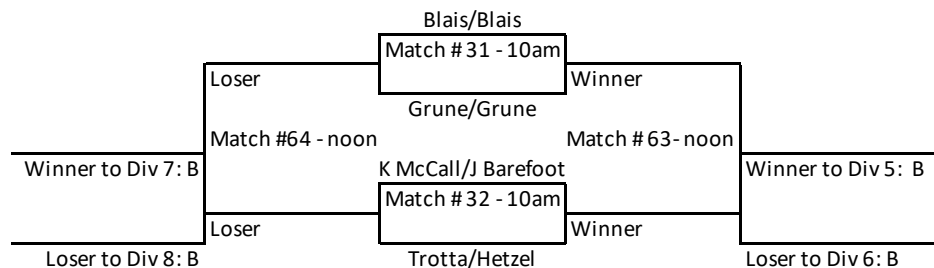 Blais/Blais
Match # 31 - 10am
Loser
Winner
Grune/Grune
Match #64 - noon
Match #63- noon
Winner to Div 7: B
K McCall/J Barefoot
Winner to Div 5: B
Match # 32 - 10am
Loser
Winner
Loser to Div 8: B
Trotta/Hetzel
Loser to Div 6: B